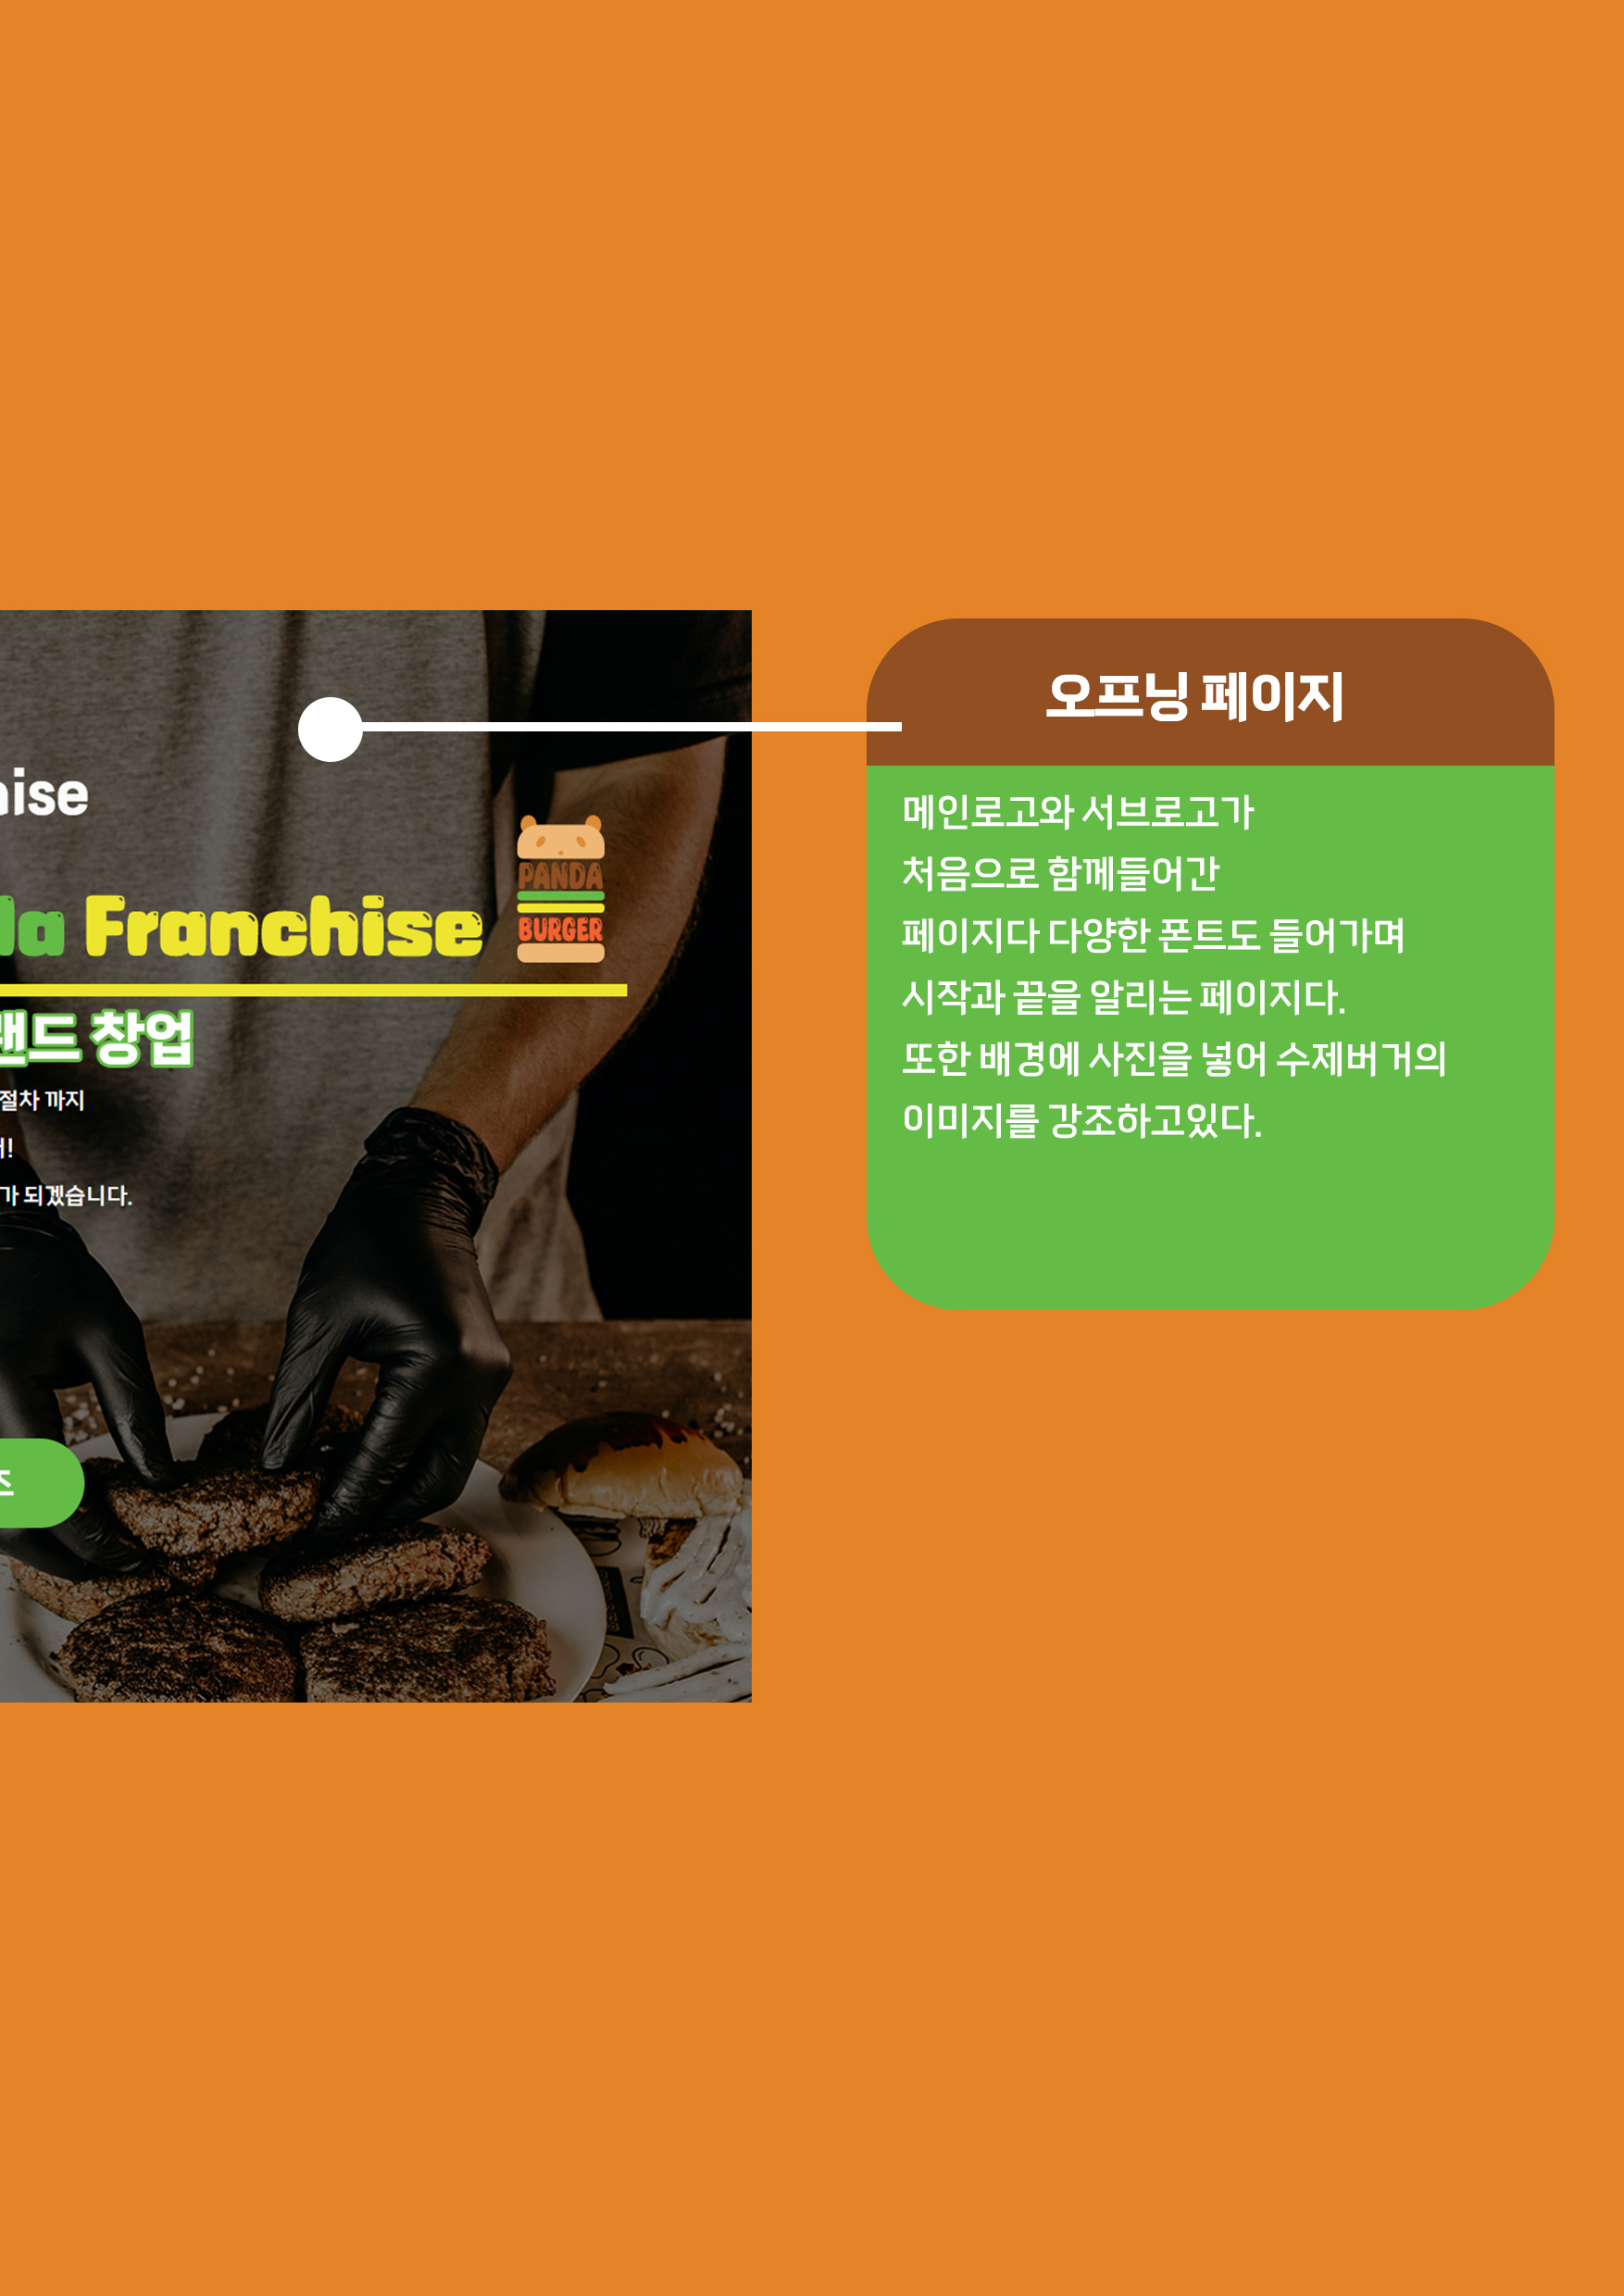 오프닝 페이지
메인로고와 서브로고가
처음으로 함께들어간
페이지다 다양한 폰트도 들어가며
시작과 끝을 알리는 페이지다.
또한 배경에 사진을 넣어 수제버거의
이미지를 강조하고있다.
ise
a Franchise
PANDA
BURGER
랜드 창업
절차 까지
!
가 되겠습니다.
즈